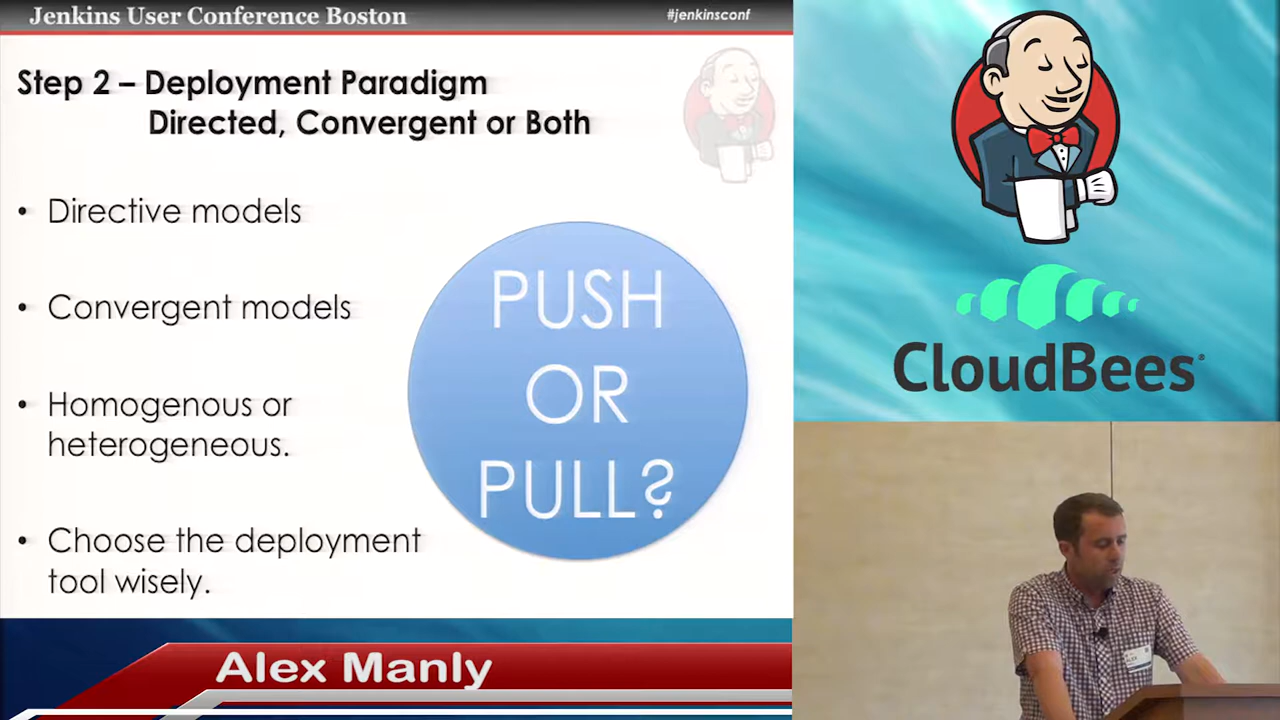 Jenkins User Conference Boston
#jenkinsconf
Step 2 – Deployment Paradigm
Directed, Convergent or Both
• Directive models
• Convergent models
• Homogenous or
heterogeneous.
• Choose the deployment
tool wisely.
PUSH
OR
PULL?
CloudBees®
Alex Manly
ALEX